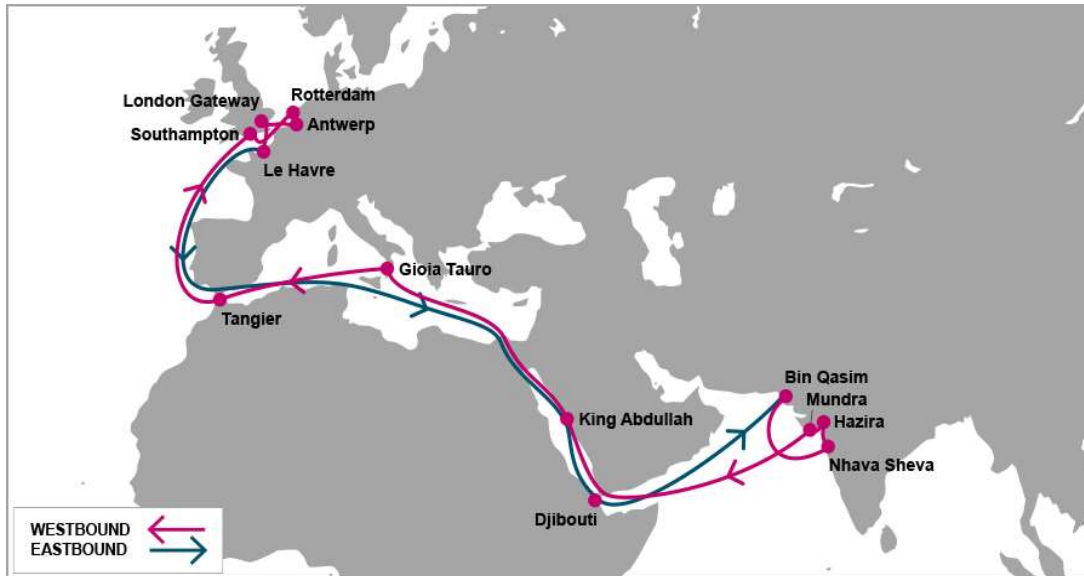 Rotterdam
London Gateway
Antwerp
Southampton
Le Havre
Gioia Tauro
Tangier
Bin Qasim
Mundra
Hazira
King Abdullah
Nhava Sheva
Djibouti
WESTBOUND
EASTBOUND